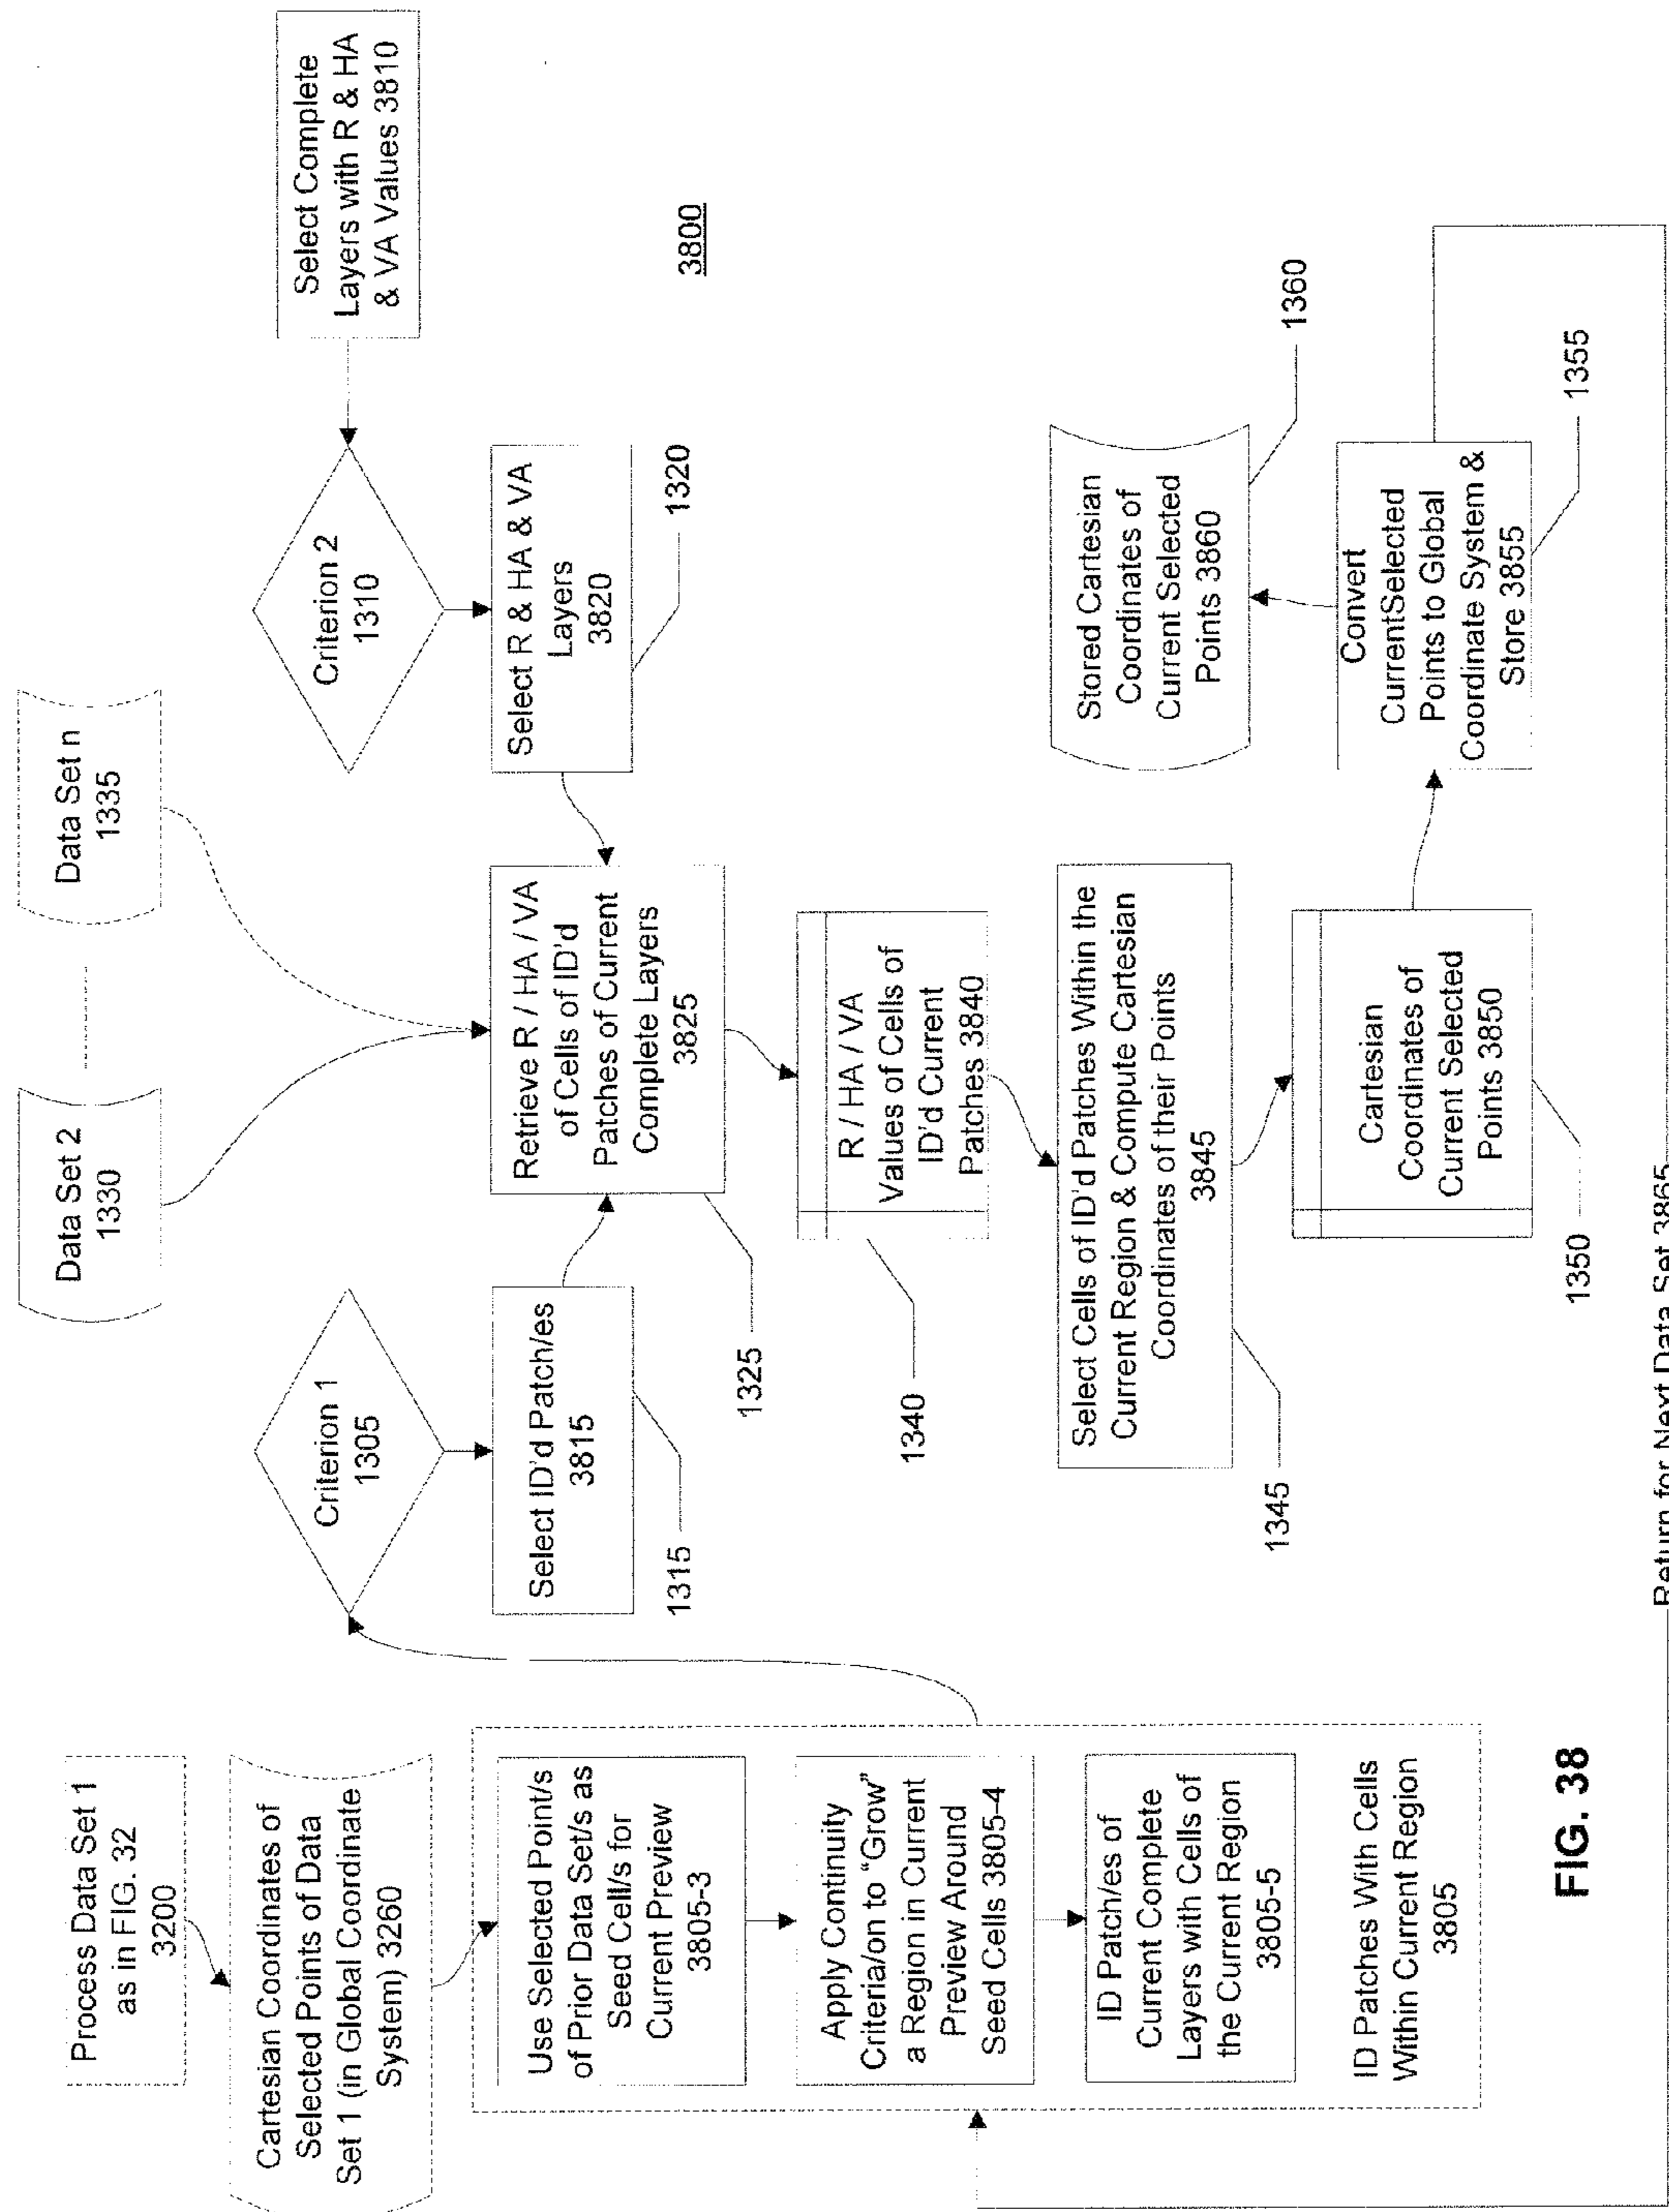 Process Data Set 1
as in FIG. 32
3200
Cartesian Coordinates of
Selected Points of Data
Set 1 (in Global Coordinate
System) 3260
Use Selected Point/s
of Prior Data Set/s as
Seed Cell/s for
Current Preview
3805-3
Apply Continuity
Criteria/on to “Grow”
a Region in Current
Preview Around
Seed Cells 3805-4
ID Patch/es of
Current Complete
Layers with Cells of
the Current Region
3805-5
ID Patches With Cells
Within Current Region
3805
Criterion 1
1305
Select ID'd Patch/es
3815
1315
Data Set 2
1330
Data Set n
1335
Select Complete
Layers with R & HA
& VA Values 3810
Criterion 2
1310
Select R & HA & VA
Layers
3820
1320
Retrieve R / HA / VA
of Cells of ID'd
Patches of Current
Complete Layers
3825
1325
3800
R / HA / VA
Values of Cells of
ID'd Current
Patches 3840
1340
Select Cells of ID'd Patches Within the
Current Region & Compute Cartesian
Coordinates of their Points
3845
1345
Cartesian
Coordinates of
Current Selected
Points 3850
1350
Stored Cartesian
Coordinates of
Current Selected
Points 3860
1360
Convert
CurrentSelected
Points to Global
Coordinate System &
Store 3855
1355
Return for Next Data Set 3865
FIG. 38